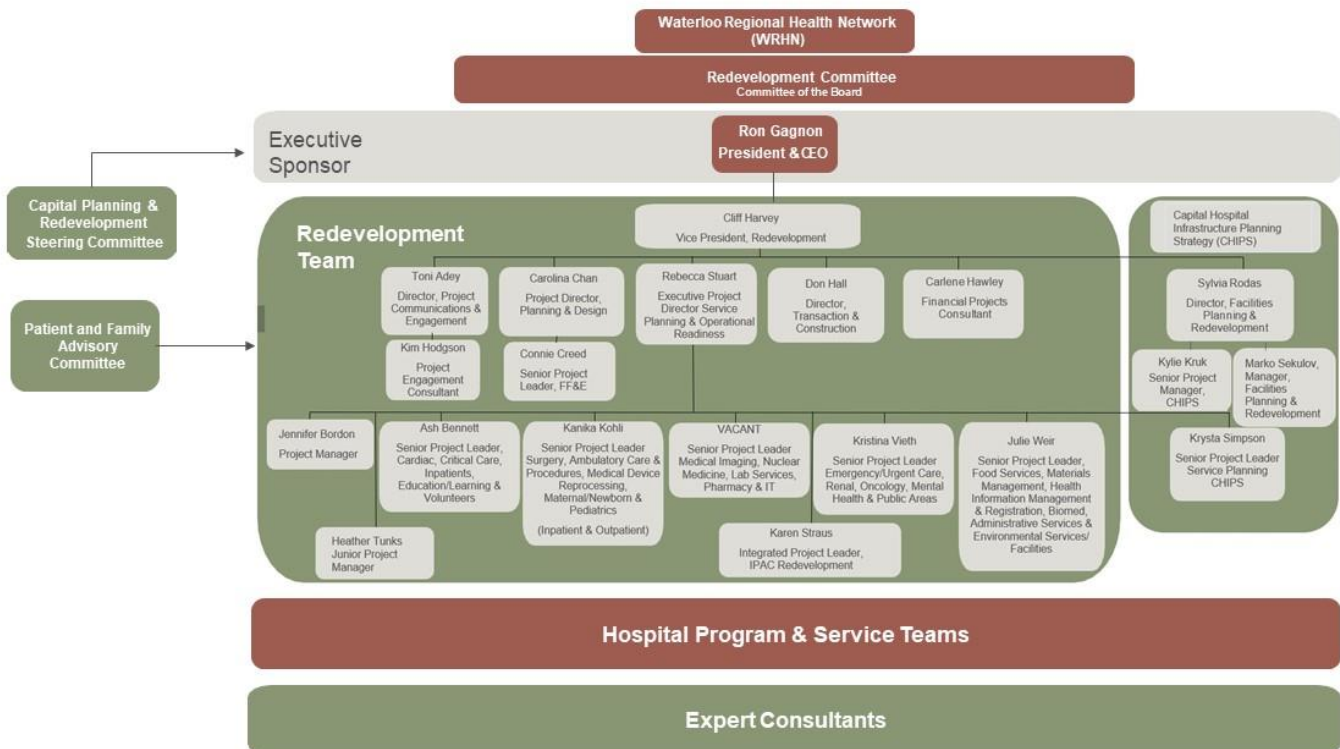 Waterloo Regional Health Network
(WRHN)
Redevelopment Committee
Committee of the Board
Executive
Sponsor
Ron Gagnon
President & CEO
Capital Planning &
Redevelopment
Steering Committee
Patient and Family
Advisory
Committee
Redevelopment
Team
Cliff Harvey
Vice President, Redevelopment
Capital Hospital
Infrastructure Planning
Strategy (CHIPS)
Toni Adey
Director, Project
Communications &
Engagement
Carolina Chan
Project Director,
Planning & Design
Rebecca Stuart
Executive Project
Director Service
Planning & Operational
Readiness
Don Hall
Director,
Transaction &
Construction
Carlene Hawley
Financial Projects
Consultant
Sylvia Rodas
Director, Facilities
Planning &
Redevelopment
Kim Hodgson
Project
Engagement
Consultant
Connie Creed
Senior Project
Leader, FF&E
Kylie Kruk
Senior Project
Manager,
CHIPS
Marko Sekulov,
Manager,
Facilities
Planning &
Redevelopment
Jennifer Bordon
Project Manager
Ash Bennett
Senior Project Leader,
Cardiac, Critical Care,
Inpatients,
Education/Learning &
Volunteers
Kanika Kohli
Senior Project Leader
Surgery, Ambulatory Care &
Procedures, Medical Device
Reprocessing,
Maternal/Newborn &
Pediatrics
(Inpatient & Outpatient)
VACANT
Senior Project Leader
Medical Imaging, Nuclear
Medicine, Lab Services,
Pharmacy & IT
Kristina Vieth
Senior Project Leader
Emergency/Urgent Care,
Renal, Oncology, Mental
Health & Public Areas
Julie Weir
Senior Project Leader,
Food Services, Materials
Management, Health
Information Management
& Registration, Biomed,
Administrative Services &
Environmental Services/
Facilities
Krysta Simpson
Senior Project Leader
Service Planning
CHIPS
Heather Tunks
Junior Project
Manager
Karen Straus
Integrated Project Leader,
IPAC Redevelopment
Hospital Program & Service Teams
Expert Consultants